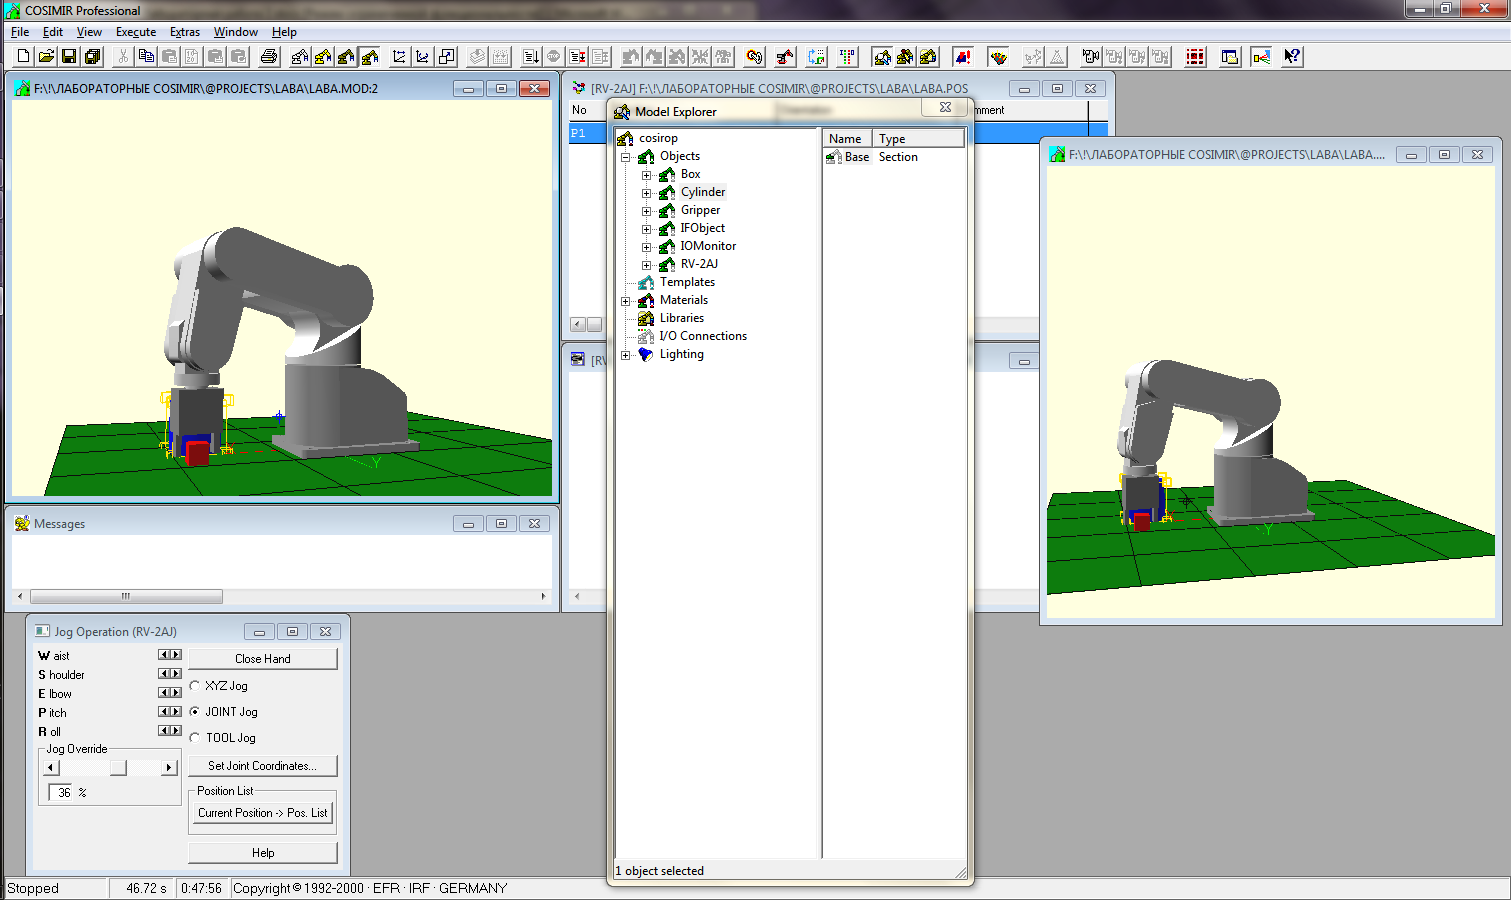 COSIMIR Professional
File Edit View Execute Extras Window Help
F:\!\ЛАБОРАТОРНЫЕ COSIMIR\@PROJECTS\LABA\LABA.MOD:2
[RV-2AJ] F:\!\ЛАБОРАТОРНЫЕ COSIMIR\@PROJECTS\LABA\LABA.POS
No
P1
Model Explorer
cosirop
Objects
Box
Cylinder
Gripper
IFObject
IOMonitor
RV-2AJ
Templates
Materials
Libraries
I/O Connections
Lighting
Name Type
Base Section
1 object selected
F:\!\ЛАБОРАТОРНЫЕ COSIMIR\@PROJECTS\LABA\LABA....
Y
Y
[RV
Messages
Jog Operation (RV-2AJ)
W aist
S houlder
E lbow
P itch
R oll
Jog Override
36 %
Close Hand
XYZ Jog
JOINT Jog
TOOL Jog
Set Joint Coordinates...
Position List
Current Position -> Pos. List
Help
Stopped 46.72 s 0:47:56 Copyright © 1992-2000 · EFR · IRF · GERMANY